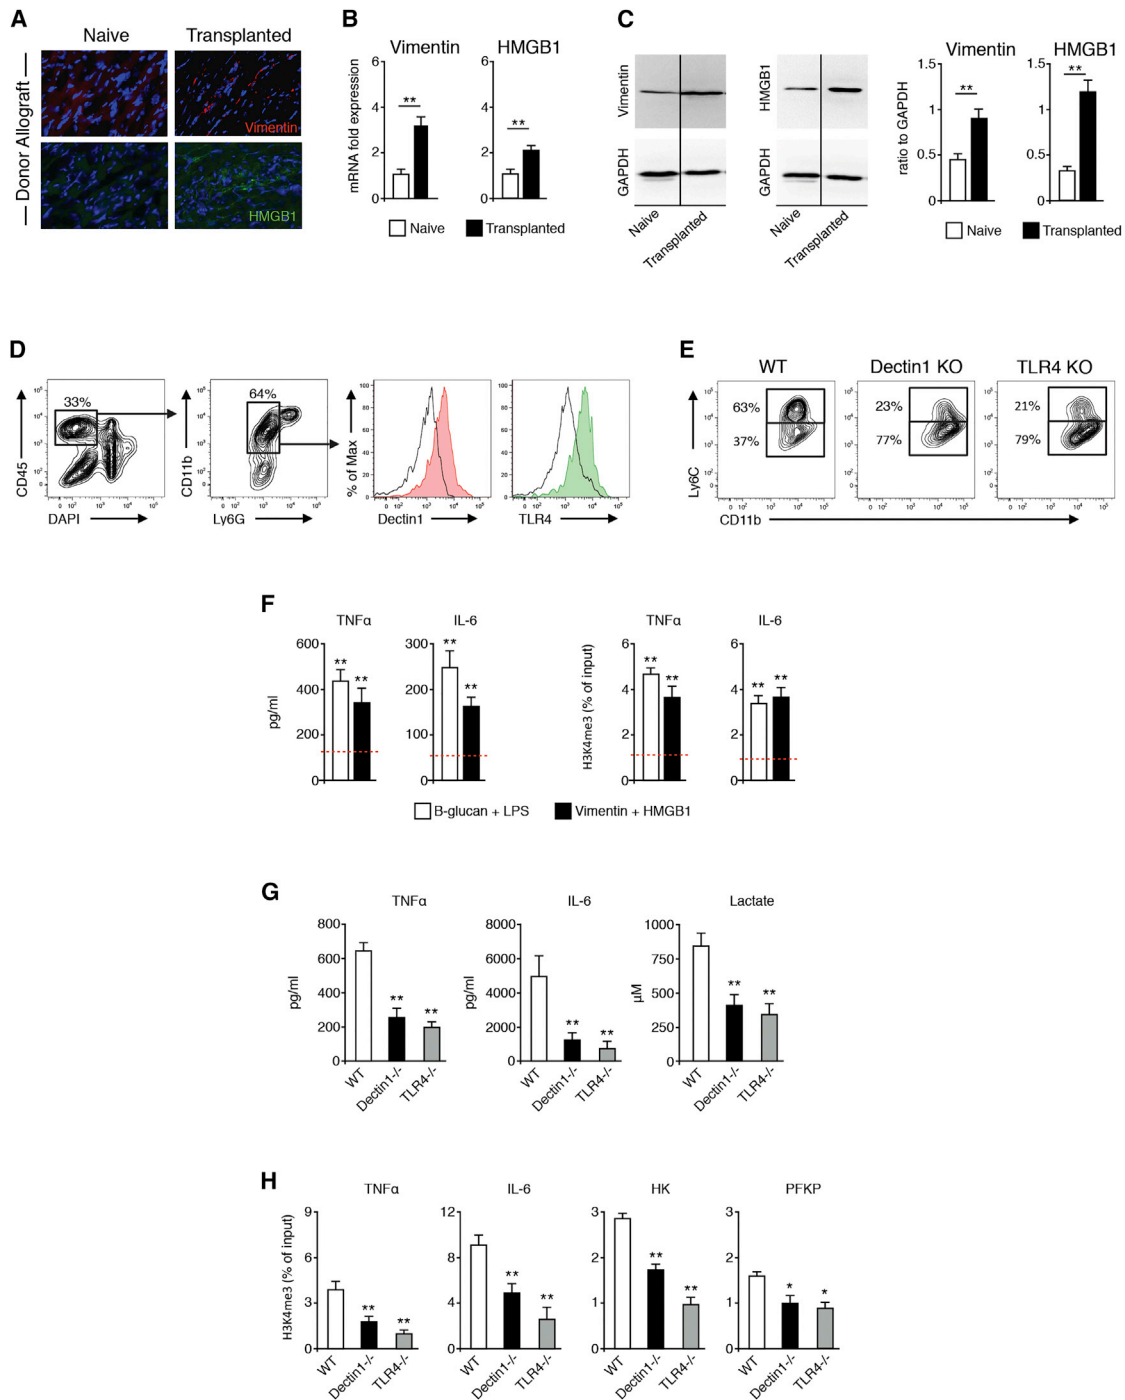 A
Naive
Transplanted
Donor Allograft
Vimentin
HMGB1
B
Vimentin
HMGB1
mRNA fold expression
6
4
2
0
6
4
2
0
**
**
Naive
Transplanted
C
Vimentin
GAPDH
Naive
Transplanted
HMGB1
GAPDH
Naive
Transplanted
Vimentin
HMGB1
ratio to GAPDH
1.5
1
0.5
0
1.5
1
0.5
0
**
**
Naive
Transplanted
D
33%
CD45
DAPI
64%
CD11b
Ly6G
% of Max
Dectin1
TLR4
E
WT
Dectin1 KO
TLR4 KO
63%
37%
23%
77%
21%
79%
Ly6C
CD11b
F
TNFα
IL-6
TNFα
IL-6
pg/ml
600
400
200
0
** **
300
200
100
0
** **
H3K4me3 (% of input)
6
4
2
0
** **
6
4
2
0
** **
B-glucan + LPS
Vimentin + HMGB1
G
TNFα
IL-6
Lactate
pg/ml
800
600
400
200
0
** **
WT
Dectin1-/-
TLR4-/-
pg/ml
8000
6000
4000
2000
0
** **
WT
Dectin1-/-
TLR4-/-
µM
1000
750
500
250
0
** **
WT
Dectin1-/-
TLR4-/-
H
TNFα
IL-6
HK
PFKP
H3K4me3 (% of input)
9
6
3
0
** **
WT
Dectin1-/-
TLR4-/-
12
8
4
0
** **
WT
Dectin1-/-
TLR4-/-
3
2
1
0
** **
WT
Dectin1-/-
TLR4-/-
3
2
1
0
* *
WT
Dectin1-/-
TLR4-/-